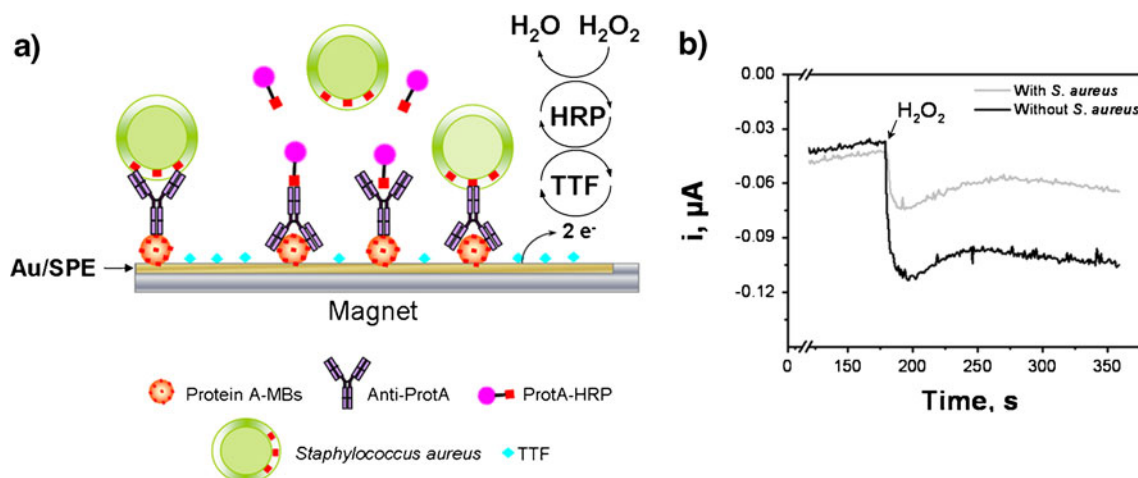 a)
H₂O H₂O₂
HRP
TTF
2 e⁻
Au/SPE
Magnet
Protein A-MBs
Anti-ProtA
ProtA-HRP
Staphylococcus aureus
TTF
b)
With S. aureus
Without S. aureus
H₂O₂
0.00
-0.03
-0.06
-0.09
-0.12
i, µA
0 150 200 250 300 350
Time, s